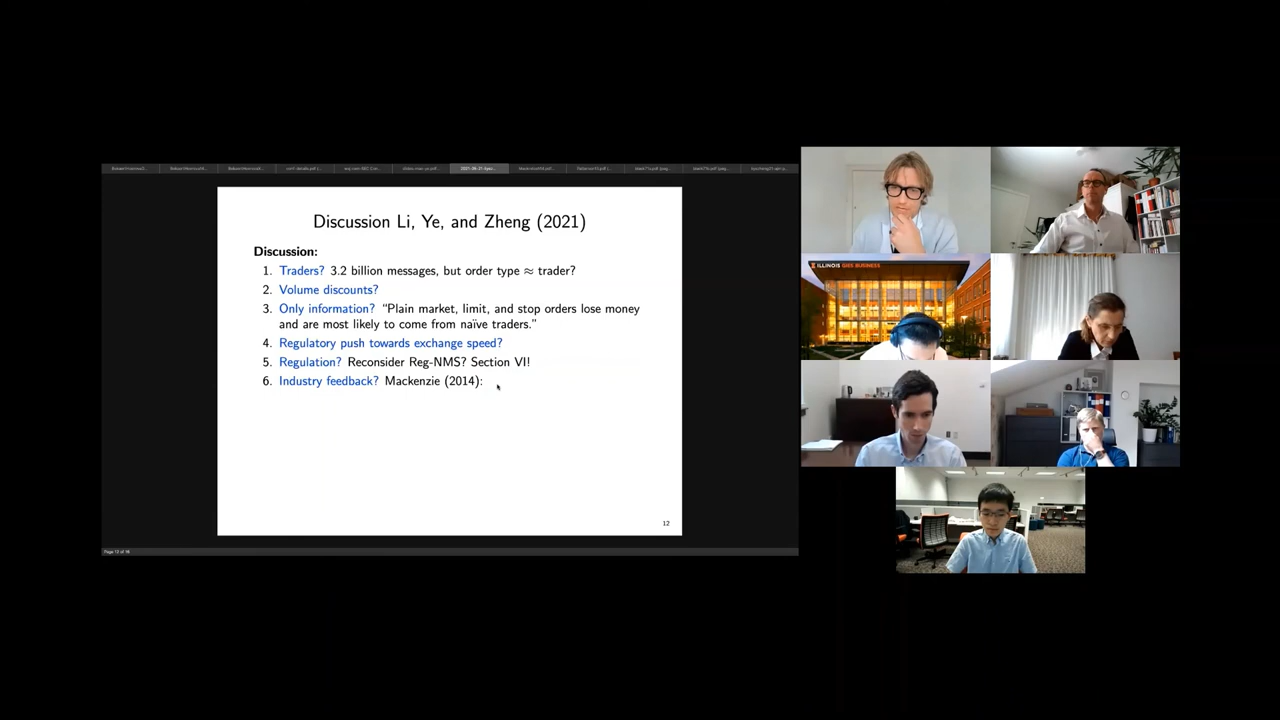 Discussion Li, Ye, and Zheng (2021)
Discussion:
1. Traders? 3.2 billion messages, but order type ≈ trader?
2. Volume discounts?
3. Only information? “Plain market, limit, and stop orders lose money
and are most likely to come from naïve traders.”
4. Regulatory push towards exchange speed?
5. Regulation? Reconsider Reg-NMS? Section VI!
6. Industry feedback? Mackenzie (2014):
12
ILLINOIS GIES BUSINESS